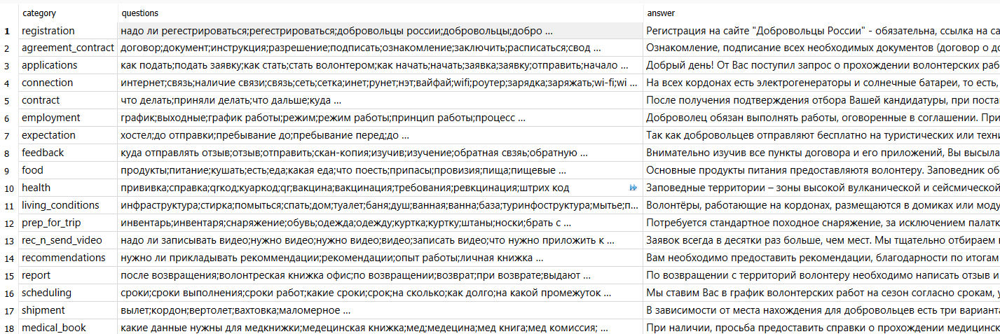 category questions answer
1 registration надо ли регестрироваться;регестрироваться;добровольцы россии;добровольцы;добро ... Регистрация на сайте "Добровольцы России" - обязательна, ссылка на са
2 agreement_contract договор;документ;инструкция;разрешение;подписать;ознакомление;заключить;расписаться;свод ... Ознакомление, подписание всех необходимых документов (договор о до
3 applications как подать;подать заявку;как стать;стать волонтером;как начать;начать;заявка;заявку;отправить;начало ... Добрый день! От Вас поступил запрос о прохождении волонтерских раб
4 connection интернет;связь;наличие связи;связь;сеть;сетка;инет;рунет;нэт;вайфай;wifi;роутер;зарядка;заряжать;wi-fi;wi ... На всех кордонах есть электрогенераторы и солнечные батареи, то есть,
5 contract что делать;приняли делать;что дальше;куда ... После получения подтверждения отбора Вашей кандидатуры, при поста
6 employment график;выходные;график работы;режим;режим работы;принцип работы;процесс ... Доброволец обязан выполнять работы, оговоренные в соглашении. При
7 expectation хостел;до отправки;пребывание до;пребывание перед;до ... Так как добровольцев отправляют бесплатно на туристических или техни
8 feedback куда отправлять отзыв;отзыв;отправить;скан-копия;изучив;изучение;обратная свзяь;обратную ... Внимательно изучив все пункты договора и его приложений, Вы высыла
9 food продукты;питание;кушать;есть;еда;какая еда;что поесть;припасы;провизия;пища;пищевые ... Основные продукты питания предоставляютя волонтеру. Заповедник об
10 health прививка;справка;qrкод;куаркод;qr;вакцина;вакцинация;требования;ревкцинация;штрих код Заповедные территории – зоны высокой вулканической и сейсмической
11 living_conditions инфраструктура;стирка;помыться;спать;дом;туалет;баня;душ;ванная;ванна;база;туринфоструктура;мытье;п... Волонтёры, работающие на кордонах, размещаются в домиках или моду
12 prep_for_trip инвентарь;инвентаря;снаряжение;обувь;одежда;одежду;куртка;куртку;штаны;носки;брать с ... Потребуется стандартное походное снаряжение, за исключением палатк
13 rec_n_send_video надо ли записывать видео;нужно видео;нужно видео;видео;записать видео;что нужно приложить к ... Заявок всегда в десятки раз больше, чем мест. Мы тщательно отбираем
14 recommendations нужно ли прикладывать рекоммендации;рекомендации;опыт работы;личная книжка ... Вам необходимо предоставить рекомендации, благодарности по итогам
15 report после возвращения;волонтреская книжка офис;по возвращении;возврат;при возврате;выдают ... По возвращении с территорий волонтеру необходимо написать отзыв и
16 scheduling сроки;сроки выполнения;сроки работ;какие сроки;срок;на сколько;как долго;на какой промежуток ... Мы ставим Вас в график волонтерских работ на сезон согласно срокам, у
17 shipment вылет;кордон;вертолет;вахтовка;маломерное ... В зависимости от места нахождения для добровольцев есть три вариант
18 medical_book какие данные нужны для медкнижки;медецинская книжка;мед;медецина;мед книга;мед комиссия; ... При наличии, просьба предоставить справки о прохождении медицинск